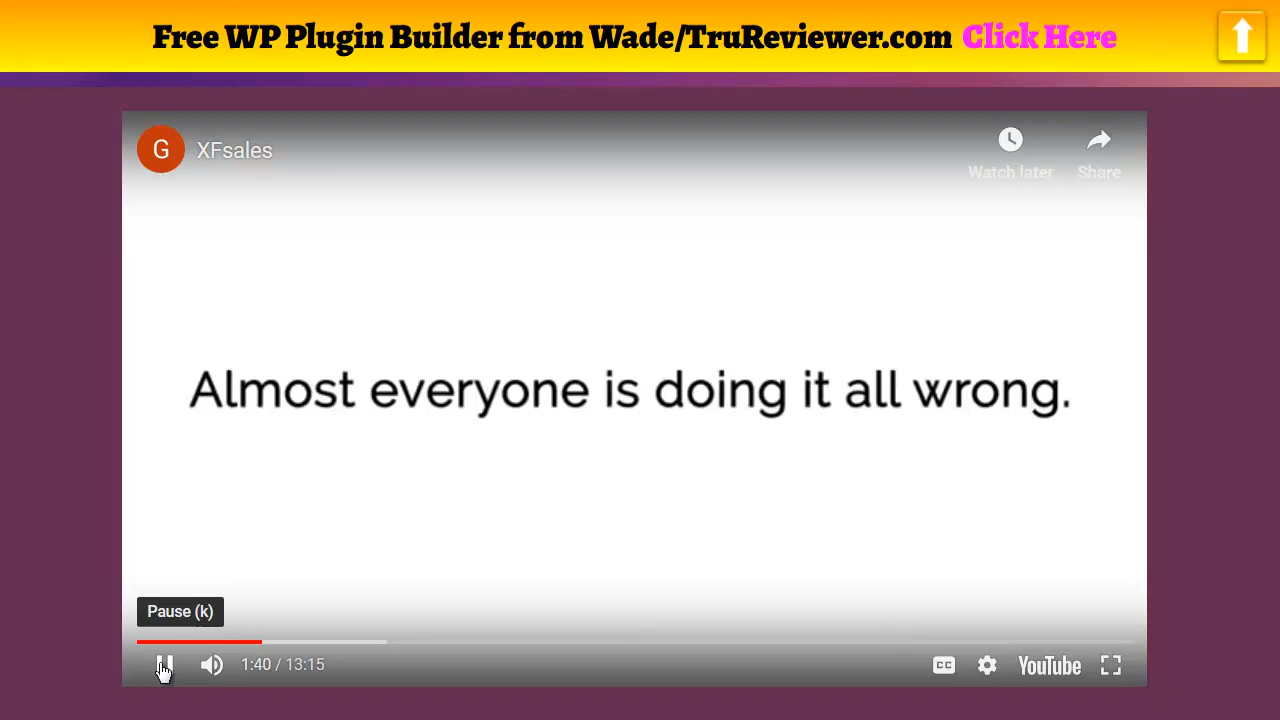 Free WP Plugin Builder from Wade/TruReviewer.com Click Here
G XFsales
Watch later Share
Almost everyone is doing it all wrong.
Pause (k)
1:40 / 13:15 CC YouTube